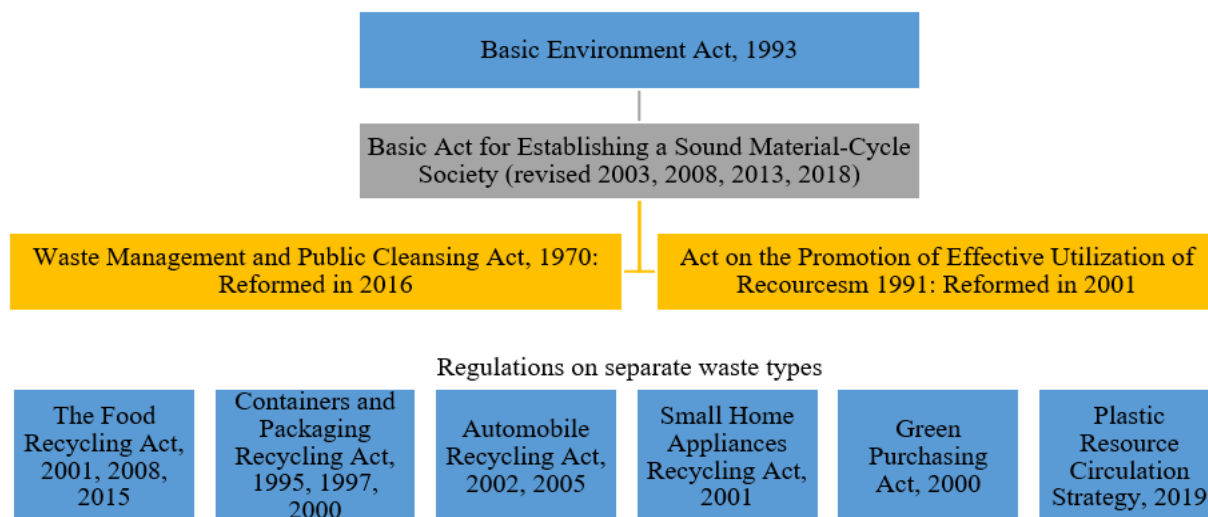 Basic Environment Act, 1993
Basic Act for Establishing a Sound Material-Cycle
Society (revised 2003, 2008, 2013, 2018)
Waste Management and Public Cleansing Act, 1970:
Reformed in 2016
Act on the Promotion of Effective Utilization of
Recourcesm 1991: Reformed in 2001
Regulations on separate waste types
The Food
Recycling Act,
2001, 2008,
2015
Containers and
Packaging
Recycling Act,
1995, 1997,
2000
Automobile
Recycling Act,
2002, 2005
Small Home
Appliances
Recycling Act,
2001
Green
Purchasing
Act, 2000
Plastic
Resource
Circulation
Strategy, 2019